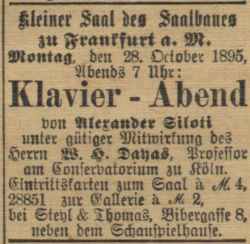 Kleiner Saal des Saalbaues
zu Frankfurt a. M.
Montag, den 28. October 1895,
Abends 7 Uhr:
Klavier - Abend
von Alexander Siloti
unter gütiger Mitwirkung des
Herrn W. H. Dayas, Professor
am Conservatorium zu Köln.
Eintrittskarten zum Saal à M 4,
28851 zur Gallerie à M 2,
bei Steyl & Thomas, Bibergasse 8,
neben dem Schauspielhause.